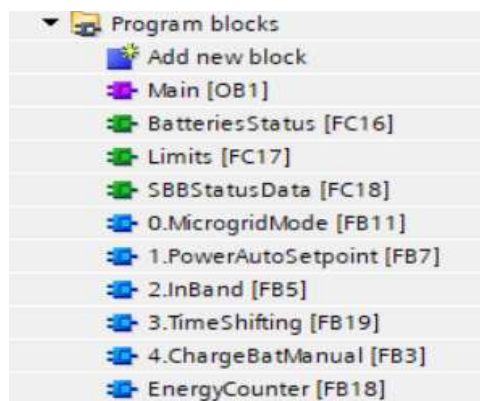 Program blocks
Add new block
Main [OB1]
BatteriesStatus [FC16]
Limits [FC17]
SBBStatusData [FC18]
0.MicrogridMode [FB11]
1.PowerAutoSetpoint [FB7]
2.InBand [FB5]
3.TimeShifting [FB19]
4.ChargeBatManual [FB3]
EnergyCounter [FB18]